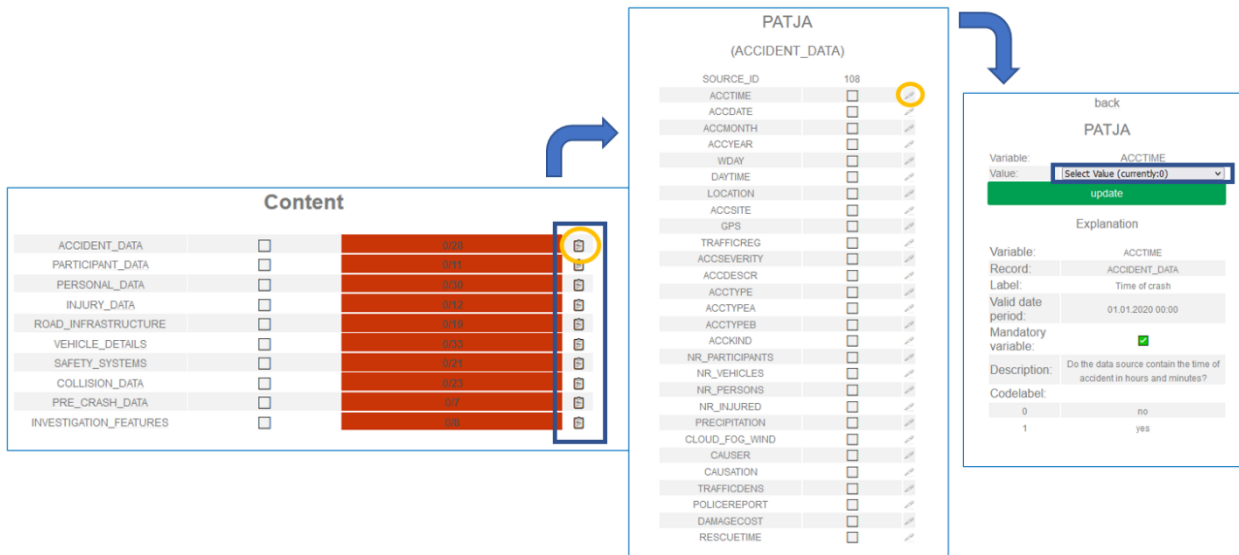 Content
ACCIDENT_DATA 0/28
PARTICIPANT_DATA 0/11
PERSONAL_DATA 0/30
INJURY_DATA 0/12
ROAD_INFRASTRUCTURE
VEHICLE_DETAILS 0/33
SAFETY_SYSTEMS 0/21
COLLISION_DATA 0/23
PRE_CRASH_DATA 0/7
INVESTIGATION_FEATURES
PATJA
(ACCIDENT_DATA)
SOURCE_ID 108
ACCTIME
ACCDATE
ACCMONTH
ACCYEAR
WDAY
DAYTIME
LOCATION
ACCSITE
GPS
TRAFFICREG
ACCSEVERITY
ACCDESCR
ACCTYPE
ACCTYPEA
ACCTYPEB
ACCKIND
NR_PARTICIPANTS
NR_VEHICLES
NR_PERSONS
NR_INJURED
PRECIPITATION
CLOUD_FOG_WIND
CAUSER
CAUSATION
TRAFFICDENS
POLICEREPORT
DAMAGECOST
RESCUETIME
back
PATJA
Variable: ACCTIME
Value: Select Value (currently:0)
update
Explanation
Variable: ACCTIME
Record: ACCIDENT_DATA
Label: Time of crash
Valid date
period: 01.01.2020 00:00
Mandatory
variable:
Description: Do the data source contain the time of
accident in hours and minutes?
Codelabel:
0 no
1 yes